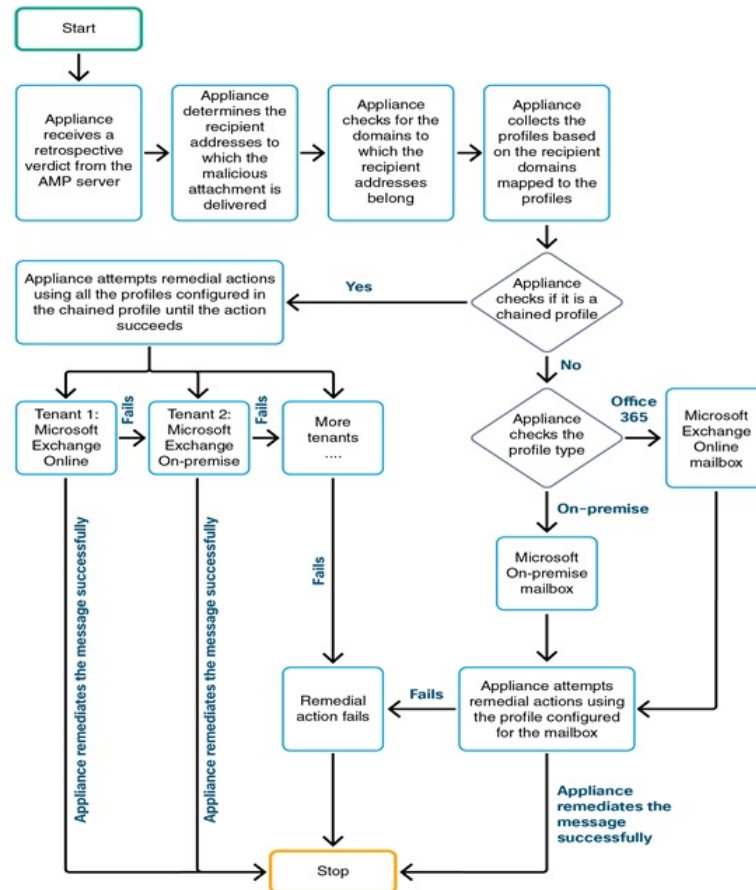 Start
Appliance
receives a
retrospective
verdict from the
AMP server
Appliance
determines the
recipient
addresses to
which the
malicious
attachment is
delivered
Appliance
checks for the
domains to
which the
recipient
addresses
belong
Appliance
collects the
profiles based
on the recipient
domains
mapped to the
profiles
Appliance
checks if it is a
chained profile
Yes
Appliance attempts remedial actions
using all the profiles configured in
the chained profile until the action
succeeds
No
Tenant 1:
Microsoft
Exchange
Online
Fails
Tenant 2:
Microsoft
Exchange
On-premise
Fails
More
tenants
....
Appliance
checks the
profile type
Office
365
Microsoft
Exchange
Online
mailbox
On-premise
Microsoft
On-premise
mailbox
Appliance remediates the message successfully
Appliance remediates the message successfully
Fails
Remedial
action fails
Fails
Appliance attempts
remedial actions using
the profile configured
for the mailbox
Appliance
remediates the
message
successfully
Stop